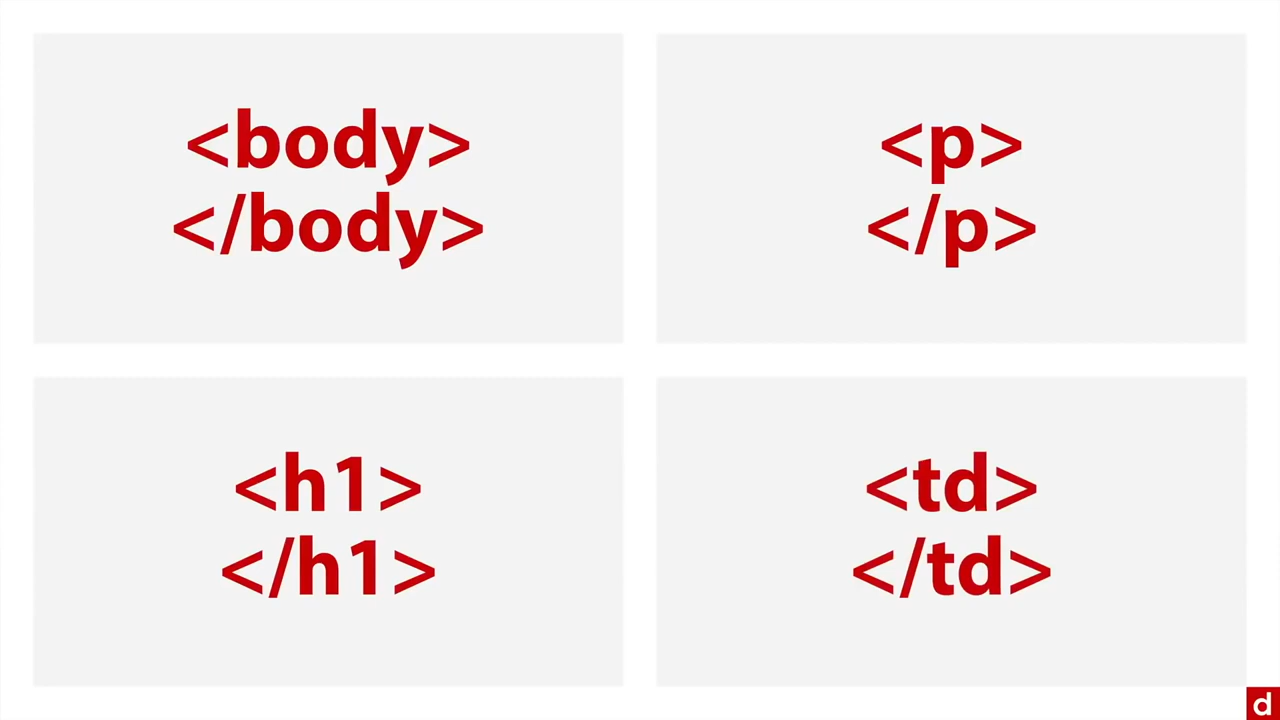 <body>
</body>
<p>
</p>
<h1>
</h1>
<td>
</td>
d